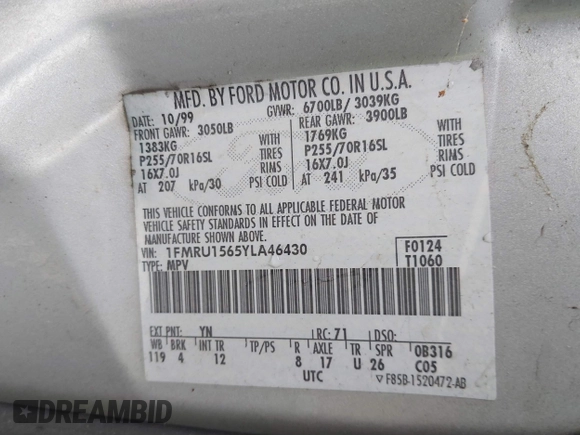 MFD. BY FORD MOTOR CO. IN U.S.A.
DATE: 10/99 GVWR: 6700LB/ 3039KG
FRONT GAWR: 3050LB REAR GAWR: 3900LB
1383KG WITH 1769KG WITH
P255/70R16SL TIRES P255/70R16SL TIRES
16X7.0J RIMS 16X7.0J RIMS
AT 207 kPa/30 PSI COLD AT 241 kPa/35 PSI COLD
THIS VEHICLE CONFORMS TO ALL APPLICABLE FEDERAL MOTOR
VEHICLE SAFETY STANDARDS IN EFFECT ON THE DATE OF
MANUFACTURE SHOWN ABOVE
VIN: 1FMRU1565YLA46430 F0124
TYPE: MPV T1060
EXT PNT: YN RC: 71 DSO:
WB BRK INT TR TP/PS R AXLE TR SPR 0B316
119 4 12 8 17 U 26 C05
UTC ▽ F85B-1520472-AB
DREAMBID